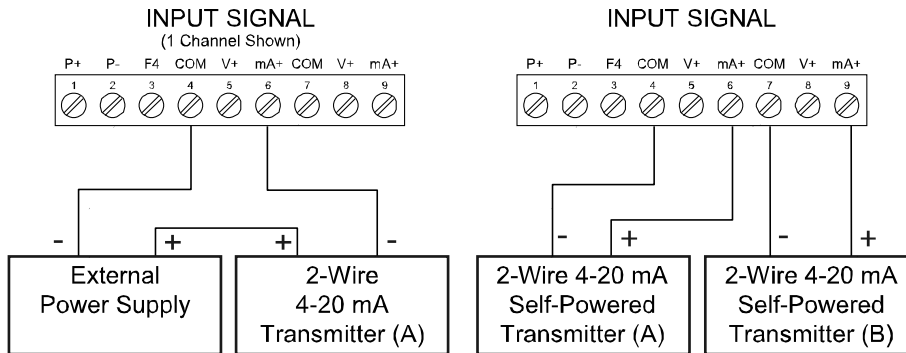 INPUT SIGNAL
(1 Channel Shown)
P+ P- F4 COM V+ mA+ COM V+ mA+
1 2 3 4 5 6 7 8 9
- + + -
External
Power Supply
2-Wire
4-20 mA
Transmitter (A)
INPUT SIGNAL
P+ P- F4 COM V+ mA+ COM V+ mA+
1 2 3 4 5 6 7 8 9
- + - +
2-Wire 4-20 mA
Self-Powered
Transmitter (A)
2-Wire 4-20 mA
Self-Powered
Transmitter (B)